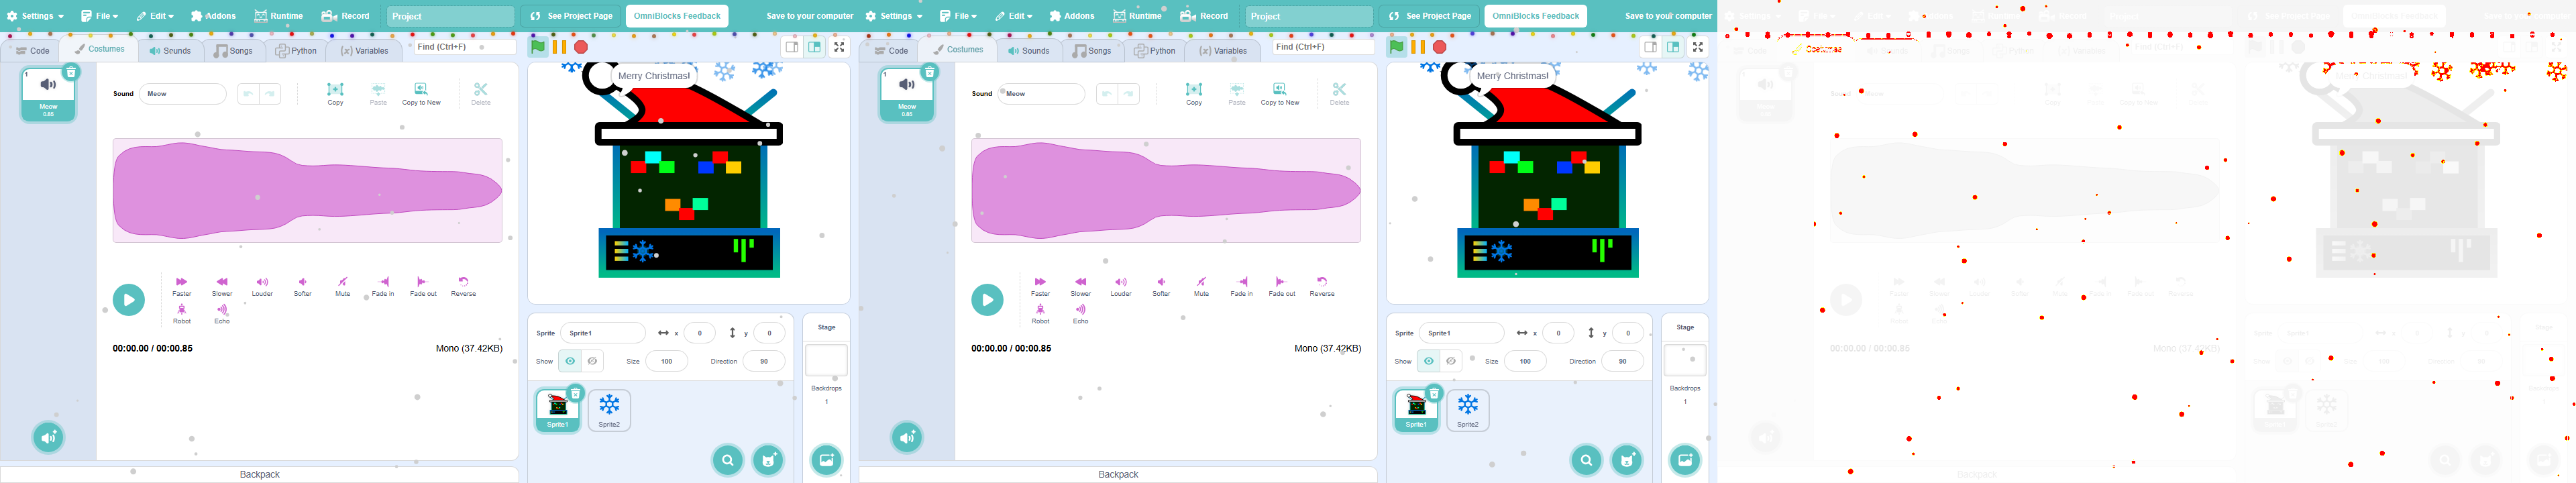 Settings File Edit Addons Runtime Record Project See Project Page OmniBlocks Feedback Save to your computer
Code Costumes Sounds Songs Python (x) Variables Find (Ctrl+F)
1
Meow
0.85
Sound Meow Copy Paste Copy to New Delete
Faster Slower Louder Softer Mute Fade in Fade out Reverse
Robot Echo
00:00.00 / 00:00.85 Mono (37.42KB)
Backpack
Merry Christmas!
Sprite Sprite1 x 0 y 0
Show Size 100 Direction 90
Sprite1 Sprite2
Stage
Backdrops
1
Settings File Edit Addons Runtime Record Project See Project Page OmniBlocks Feedback Save to your computer
Code Costumes Sounds Songs Python (x) Variables Find (Ctrl+F)
1
Meow
0.85
Sound Meow Copy Paste Copy to New Delete
Faster Slower Louder Softer Mute Fade in Fade out Reverse
Robot Echo
00:00.00 / 00:00.85 Mono (37.42KB)
Backpack
Merry Christmas!
Sprite Sprite1 x 0 y 0
Show Size 100 Direction 90
Sprite1 Sprite2
Stage
Backdrops
1
Costumes
Backpack